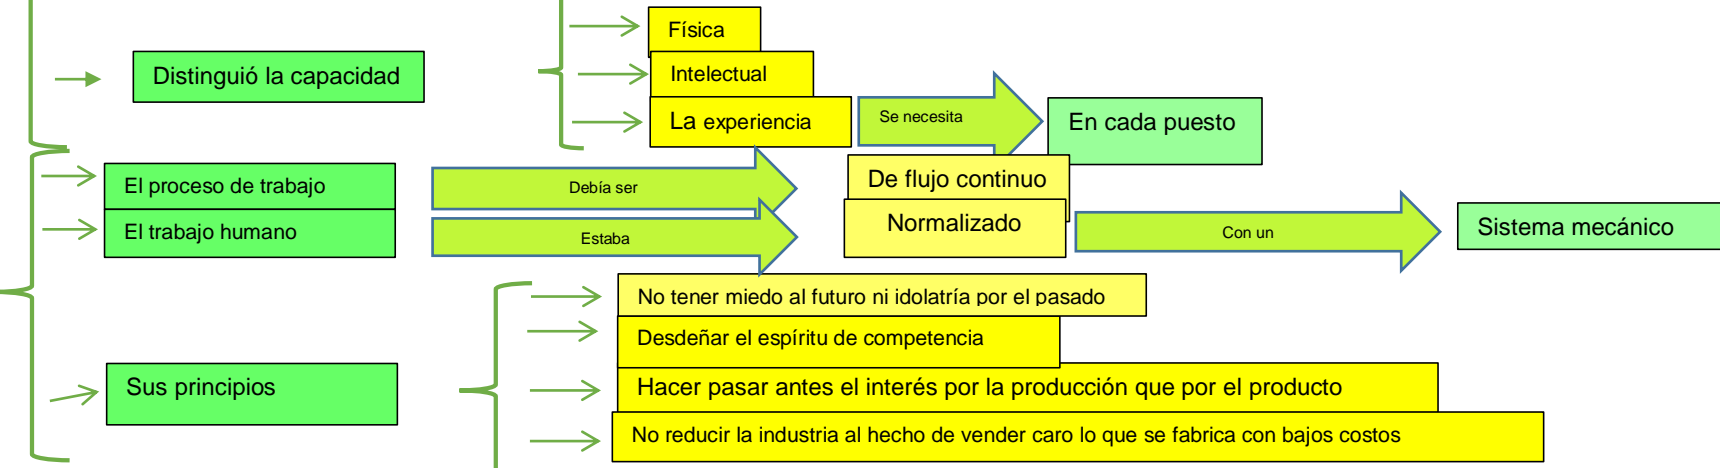 Física
Distinguió la capacidad
Intelectual
La experiencia
Se necesita
En cada puesto
El proceso de trabajo
Debía ser
De flujo continuo
El trabajo humano
Estaba
Normalizado
Con un
Sistema mecánico
No tener miedo al futuro ni idolatría por el pasado
Desdeñar el espíritu de competencia
Sus principios
Hacer pasar antes el interés por la producción que por el producto
No reducir la industria al hecho de vender caro lo que se fabrica con bajos costos